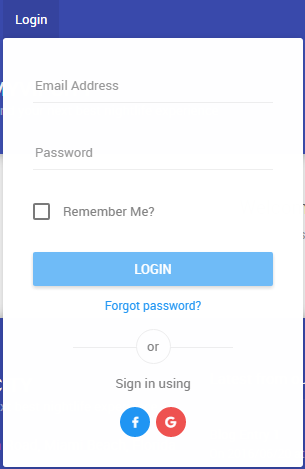 Login
Email Address
Password
Remember Me?
LOGIN
Forgot password?
or
Sign in using
f
G